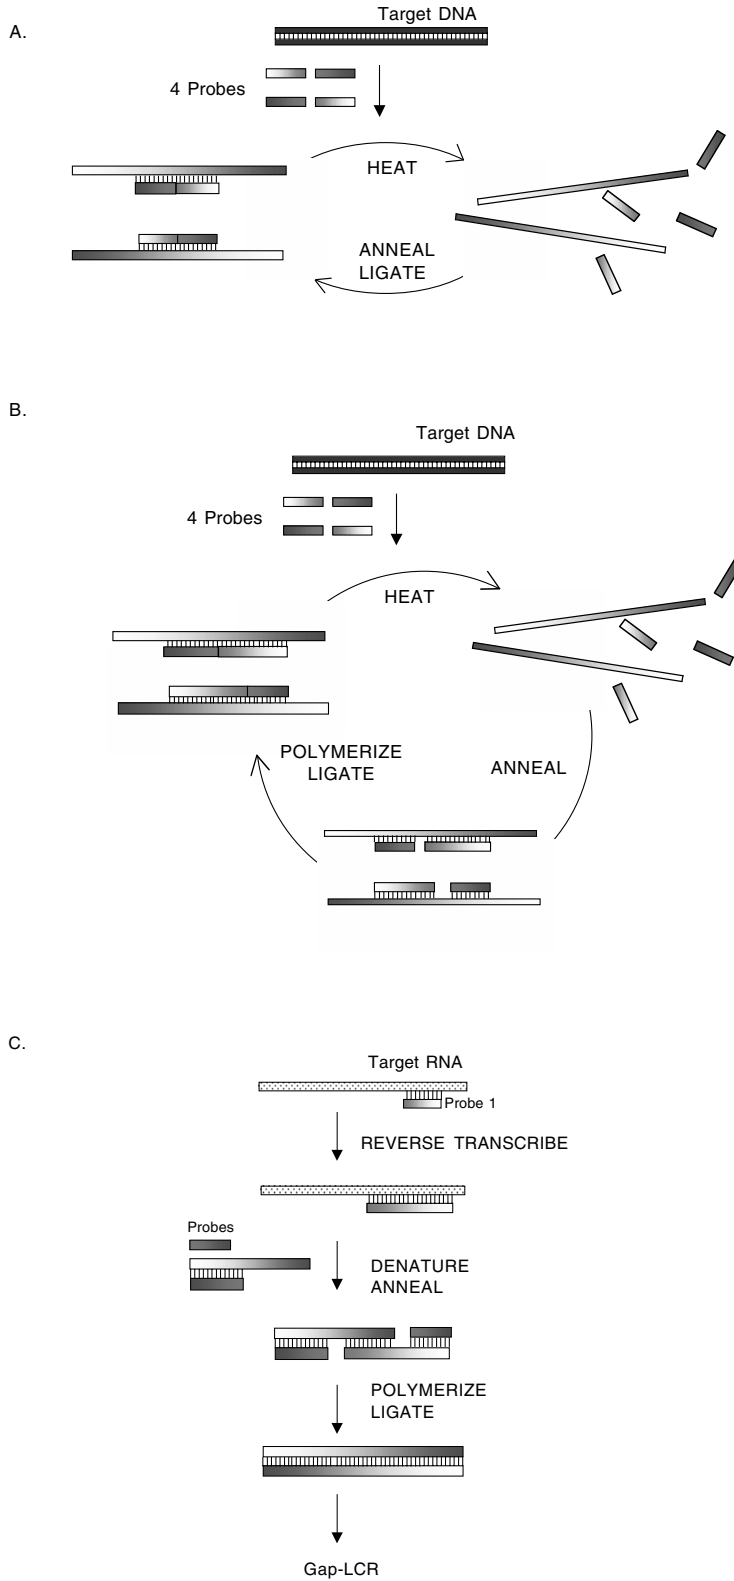 A.
Target DNA
4 Probes
HEAT
ANNEAL
LIGATE
B.
Target DNA
4 Probes
HEAT
POLYMERIZE
LIGATE
ANNEAL
C.
Target RNA
Probe 1
REVERSE TRANSCRIBE
Probes
DENATURE
ANNEAL
POLYMERIZE
LIGATE
Gap-LCR